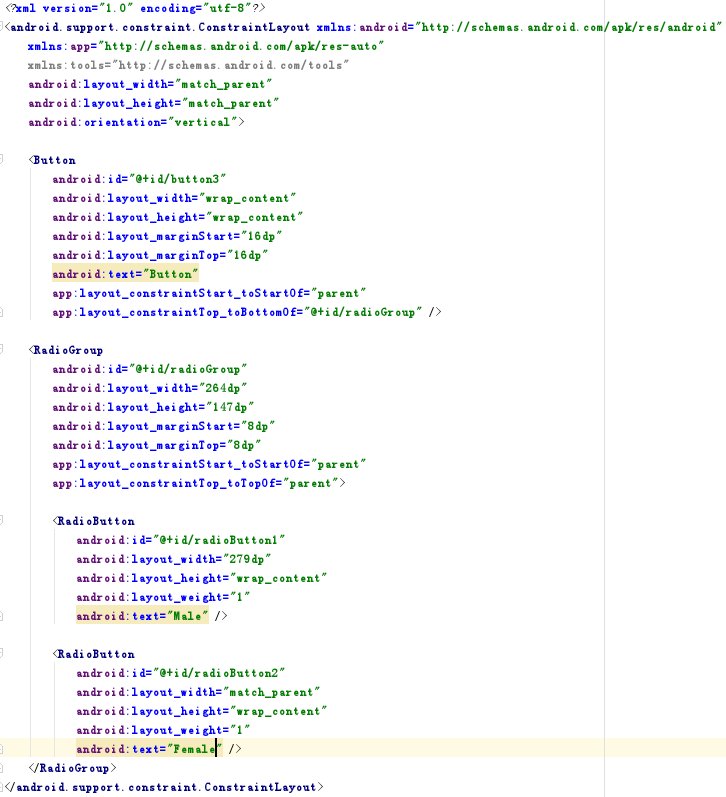 <?xml version="1.0" encoding="utf-8"?>
<android.support.constraint.ConstraintLayout xmlns:android="http://schemas.android.com/apk/res/android"
    xmlns:app="http://schemas.android.com/apk/res-auto"
    xmlns:tools="http://schemas.android.com/tools"
    android:layout_width="match_parent"
    android:layout_height="match_parent"
    android:orientation="vertical">

    <Button
        android:id="@+id/button3"
        android:layout_width="wrap_content"
        android:layout_height="wrap_content"
        android:layout_marginStart="16dp"
        android:layout_marginTop="16dp"
        android:text="Button"
        app:layout_constraintStart_toStartOf="parent"
        app:layout_constraintTop_toBottomOf="@+id/radioGroup" />

    <RadioGroup
        android:id="@+id/radioGroup"
        android:layout_width="264dp"
        android:layout_height="147dp"
        android:layout_marginStart="8dp"
        android:layout_marginTop="8dp"
        app:layout_constraintStart_toStartOf="parent"
        app:layout_constraintTop_toTopOf="parent">

        <RadioButton
            android:id="@+id/radioButton1"
            android:layout_width="279dp"
            android:layout_height="wrap_content"
            android:layout_weight="1"
            android:text="Male" />

        <RadioButton
            android:id="@+id/radioButton2"
            android:layout_width="match_parent"
            android:layout_height="wrap_content"
            android:layout_weight="1"
            android:text="Female" />
    </RadioGroup>
</android.support.constraint.ConstraintLayout>